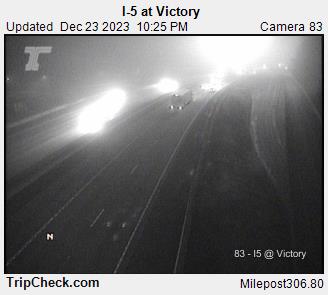 I-5 at Victory
Updated Dec 23 2023 10:25 PM Camera 83
N
83 - I5 @ Victory
TripCheck.com Milepost306.80